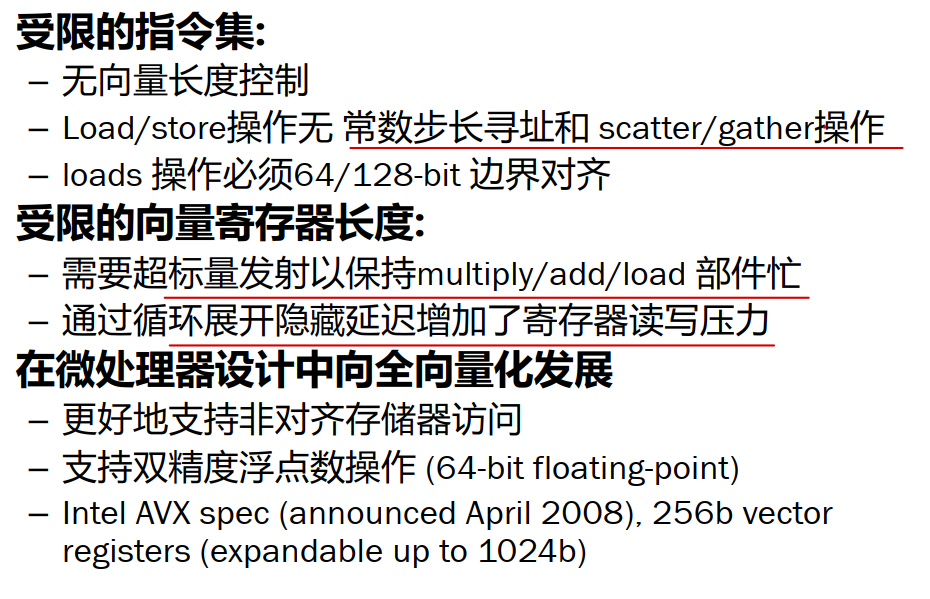 受限的指令集:
– 无向量长度控制
– Load/store操作无 常数步长寻址和 scatter/gather操作
– loads 操作必须64/128-bit 边界对齐
受限的向量寄存器长度:
– 需要超标量发射以保持multiply/add/load 部件忙
– 通过循环展开隐藏延迟增加了寄存器读写压力
在微处理器设计中向全向量化发展
– 更好地支持非对齐存储器访问
– 支持双精度浮点数操作 (64-bit floating-point)
– Intel AVX spec (announced April 2008), 256b vector
registers (expandable up to 1024b)